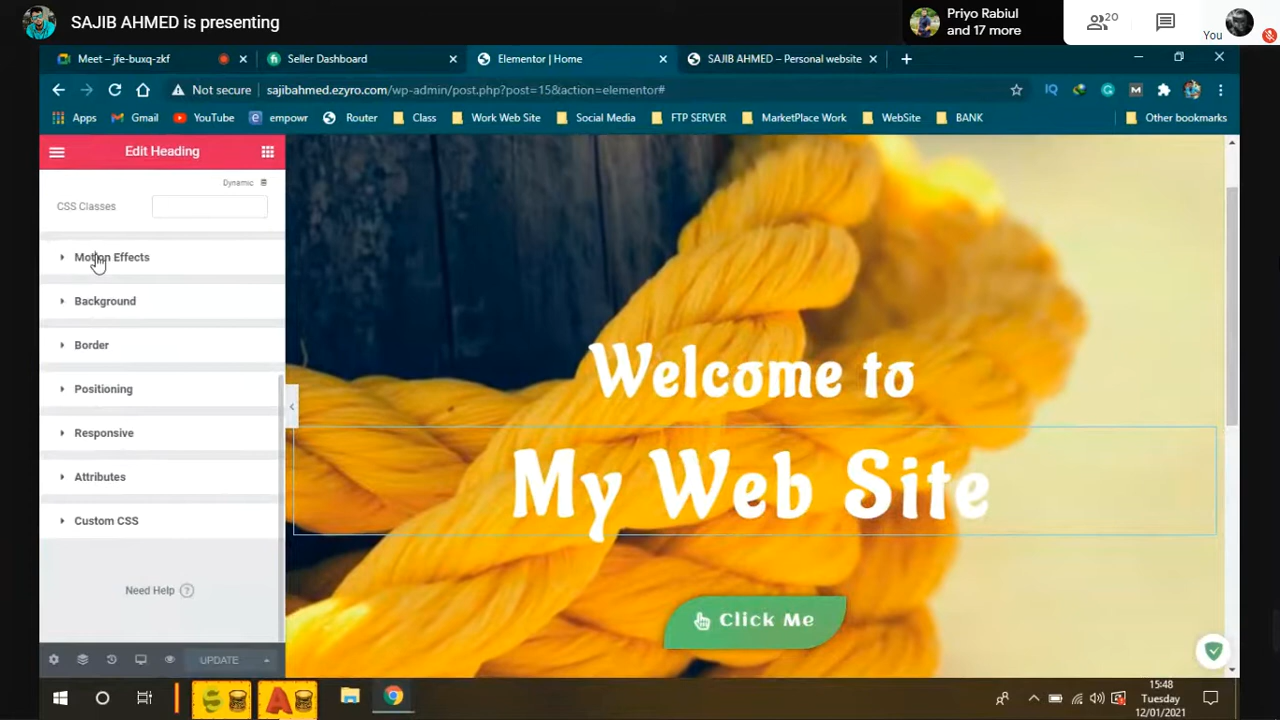 SAJIB AHMED is presenting
Priyo Rabiul
and 17 more
20
You
Meet – jfe-buxq-zkf
Seller Dashboard
Elementor | Home
SAJIB AHMED – Personal website
Not secure
sajibahmed.ezyro.com/wp-admin/post.php?post=15&action=elementor#
Apps
Gmail
YouTube
empowr
Router
Class
Work Web Site
Social Media
FTP SERVER
MarketPlace Work
WebSite
BANK
Other bookmarks
Edit Heading
Dynamic
CSS Classes
Motion Effects
Background
Border
Positioning
Responsive
Attributes
Custom CSS
Need Help ?
UPDATE
Welcome to
My Web Site
Click Me
15:48
Tuesday
12/01/2021